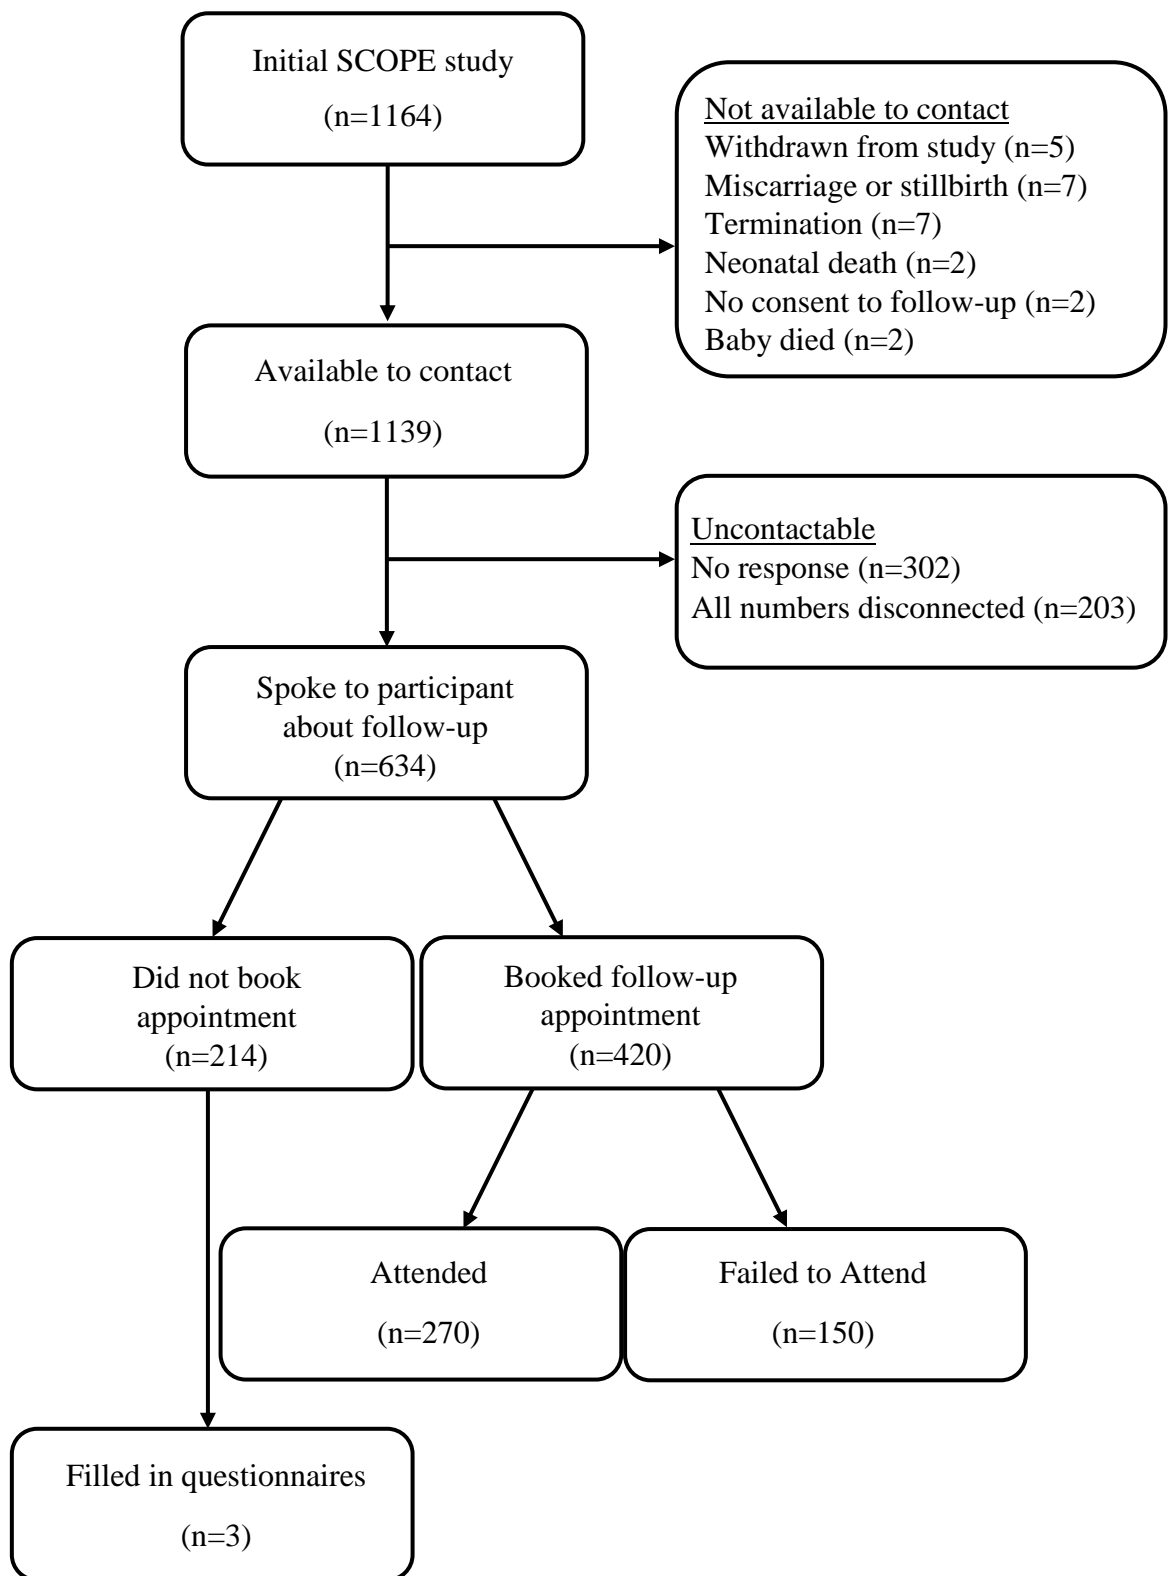 Initial SCOPE study
(n=1164)
Not available to contact
Withdrawn from study (n=5)
Miscarriage or stillbirth (n=7)
Termination (n=7)
Neonatal death (n=2)
No consent to follow-up (n=2)
Baby died (n=2)
Available to contact
(n=1139)
Uncontactable
No response (n=302)
All numbers disconnected (n=203)
Spoke to participant
about follow-up
(n=634)
Did not book
appointment
(n=214)
Booked follow-up
appointment
(n=420)
Attended
(n=270)
Failed to Attend
(n=150)
Filled in questionnaires
(n=3)